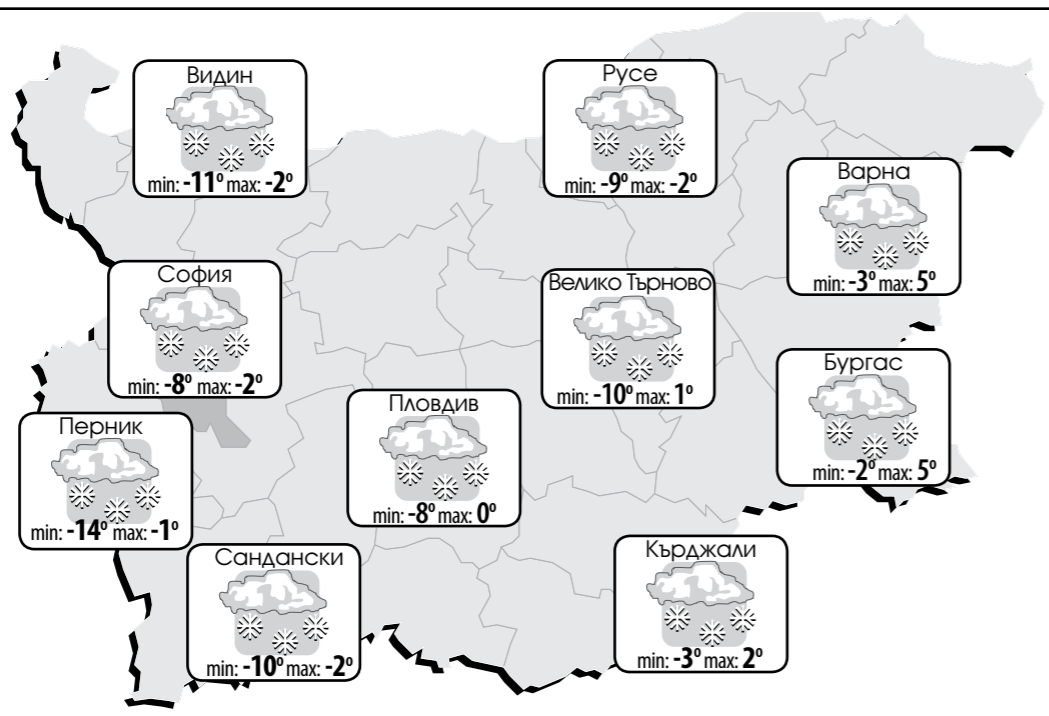 Видин
min: -11° max: -2°
Русе
min: -9° max: -2°
Варна
min: -3° max: 5°
София
min: -8° max: -2°
Велико Търново
min: -10° max: 1°
Бургас
min: -2° max: 5°
Пловдив
min: -8° max: 0°
Перник
min: -14° max: -1°
Сандански
min: -10° max: -2°
Кърджали
min: -3° max: 2°